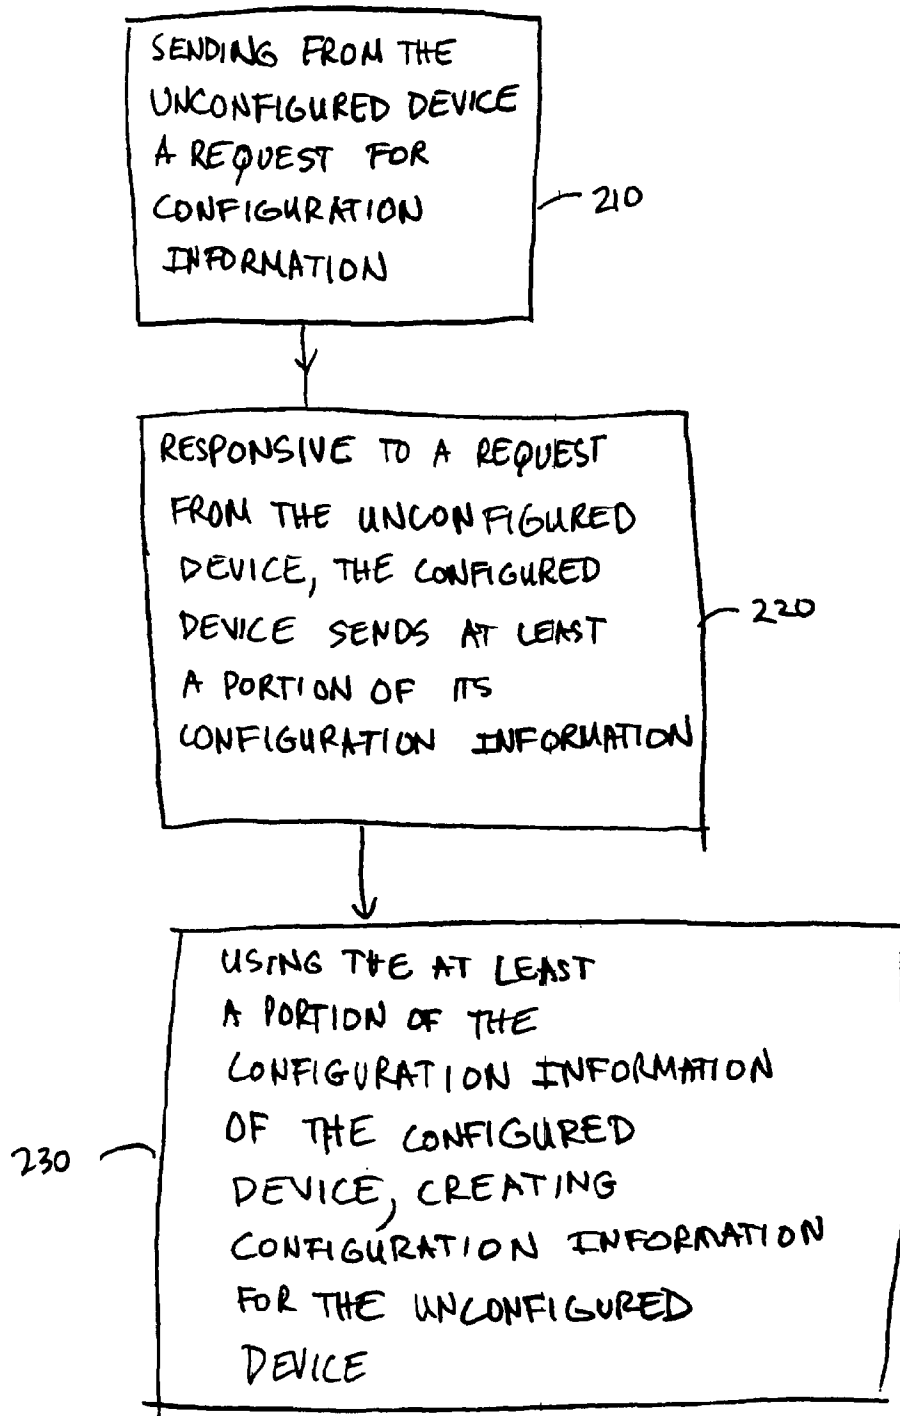 SENDING FROM THE
UNCONFIGURED DEVICE
A REQUEST FOR
CONFIGURATION
INFORMATION
210
RESPONSIVE TO A REQUEST
FROM THE UNCONFIGURED
DEVICE, THE CONFIGURED
DEVICE SENDS AT LEAST
A PORTION OF ITS
CONFIGURATION INFORMATION
220
USING THE AT LEAST
A PORTION OF THE
CONFIGURATION INFORMATION
OF THE CONFIGURED
DEVICE, CREATING
CONFIGURATION INFORMATION
FOR THE UNCONFIGURED
DEVICE
230